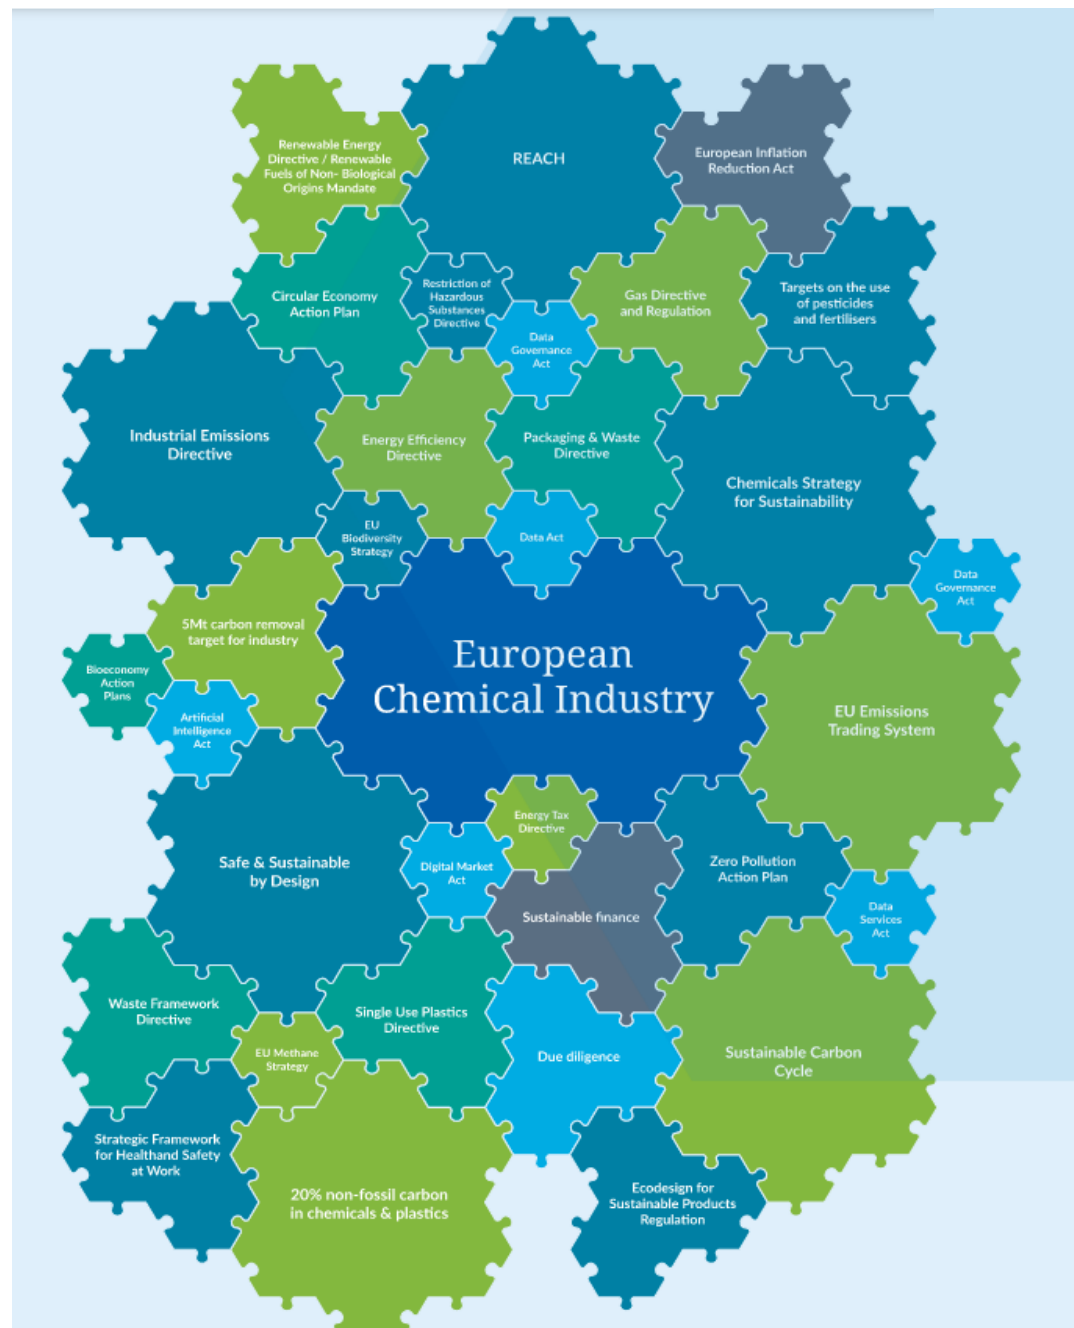 Renewable Energy
Directive / Renewable
Fuels of Non- Biological
Origins Mandate
REACH
European Inflation
Reduction Act
Circular Economy
Action Plan
Restriction of
Hazardous
Substances
Directive
Gas Directive
and Regulation
Targets on the use
of pesticides
and fertilisers
Data
Governance
Act
Industrial Emissions
Directive
Energy Efficiency
Directive
Packaging & Waste
Directive
Chemicals Strategy
for Sustainability
EU
Biodiversity
Strategy
Data Act
Data
Governance
Act
5Mt carbon removal
target for industry
European
Chemical Industry
Bioeconomy
Action
Plans
Artificial
Intelligence
Act
EU Emissions
Trading System
Energy Tax
Directive
Safe & Sustainable
by Design
Digital Market
Act
Zero Pollution
Action Plan
Sustainable finance
Data
Services
Act
Waste Framework
Directive
Single Use Plastics
Directive
EU Methane
Strategy
Due diligence
Sustainable Carbon
Cycle
Strategic Framework
for Healthand Safety
at Work
20% non-fossil carbon
in chemicals & plastics
Ecodesign for
Sustainable Products
Regulation